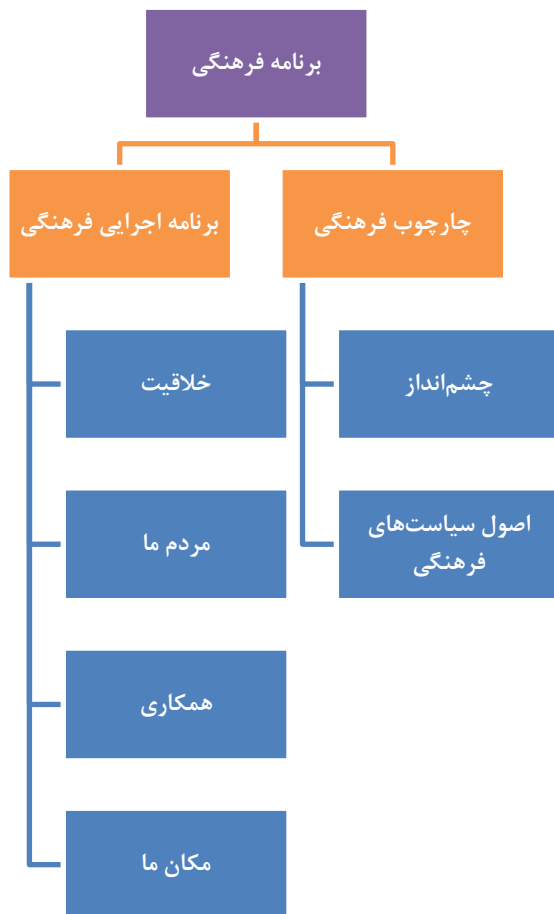 برنامه فرهنگی
چارچوب فرهنگی
برنامه اجرایی فرهنگی
چشم‌انداز
خلاقیت
اصول سیاست‌های
فرهنگی
مردم ما
همکاری
مکان ما